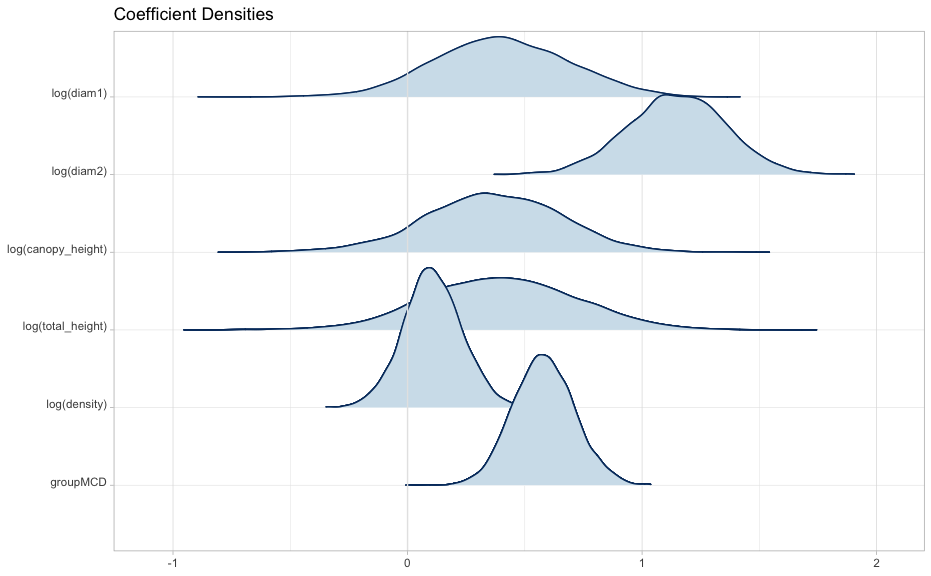 Coefficient Densities
log(diam1)
log(diam2)
log(canopy_height)
log(total_height)
log(density)
groupMCD
-1 0 1 2